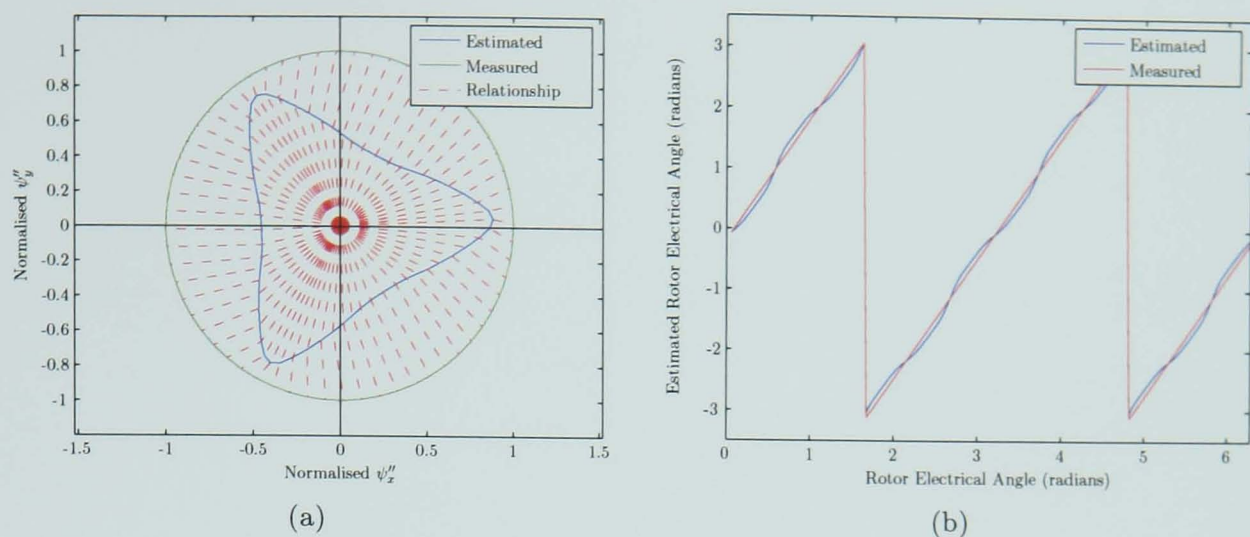 Estimated
Measured
Relationship
1
0.8
0.6
0.4
0.2
0
-0.2
-0.4
-0.6
-0.8
-1
-1.5
-1
-0.5
0
0.5
1
1.5
Normalised ψ″y
Normalised ψ″x
(a)
Estimated
Measured
3
2
1
0
-1
-2
-3
0
1
2
3
4
5
6
Estimated Rotor Electrical Angle (radians)
Rotor Electrical Angle (radians)
(b)